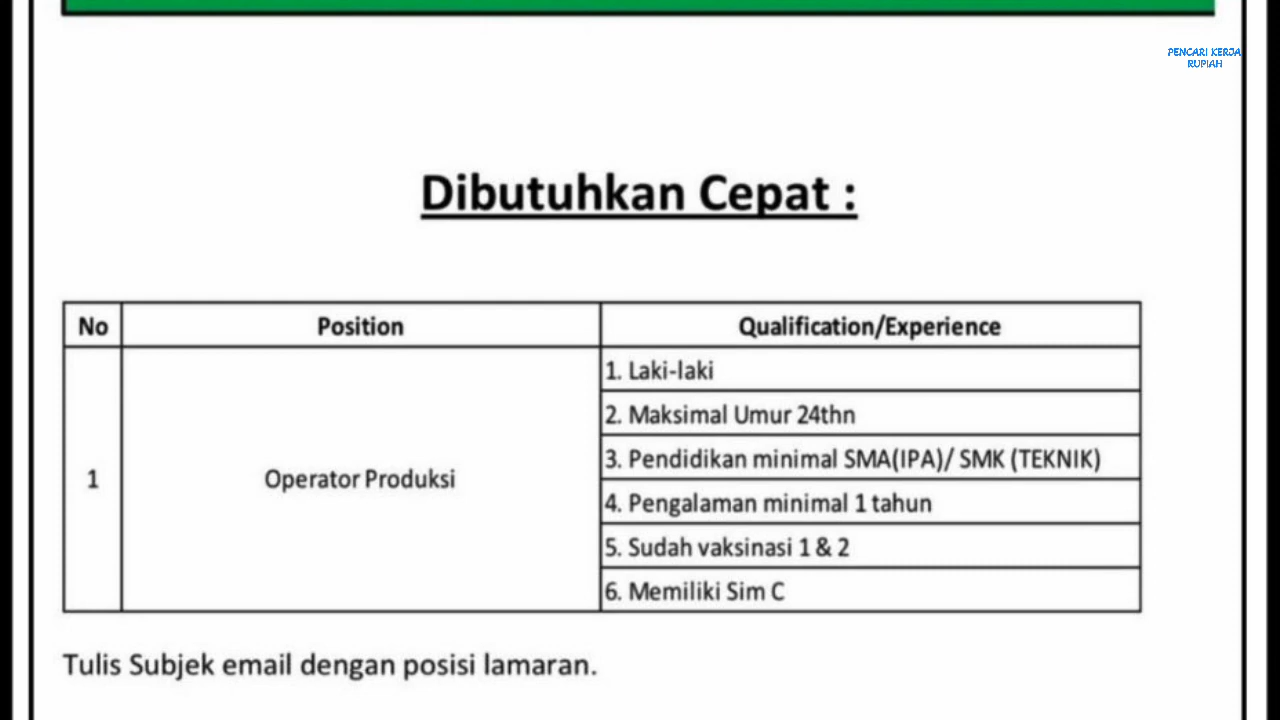 PENCARI KERJA
RUPIAH
Dibutuhkan Cepat :
No Position Qualification/Experience
1 Operator Produksi
1. Laki-laki
2. Maksimal Umur 24thn
3. Pendidikan minimal SMA(IPA)/ SMK (TEKNIK)
4. Pengalaman minimal 1 tahun
5. Sudah vaksinasi 1 & 2
6. Memiliki Sim C
Tulis Subjek email dengan posisi lamaran.